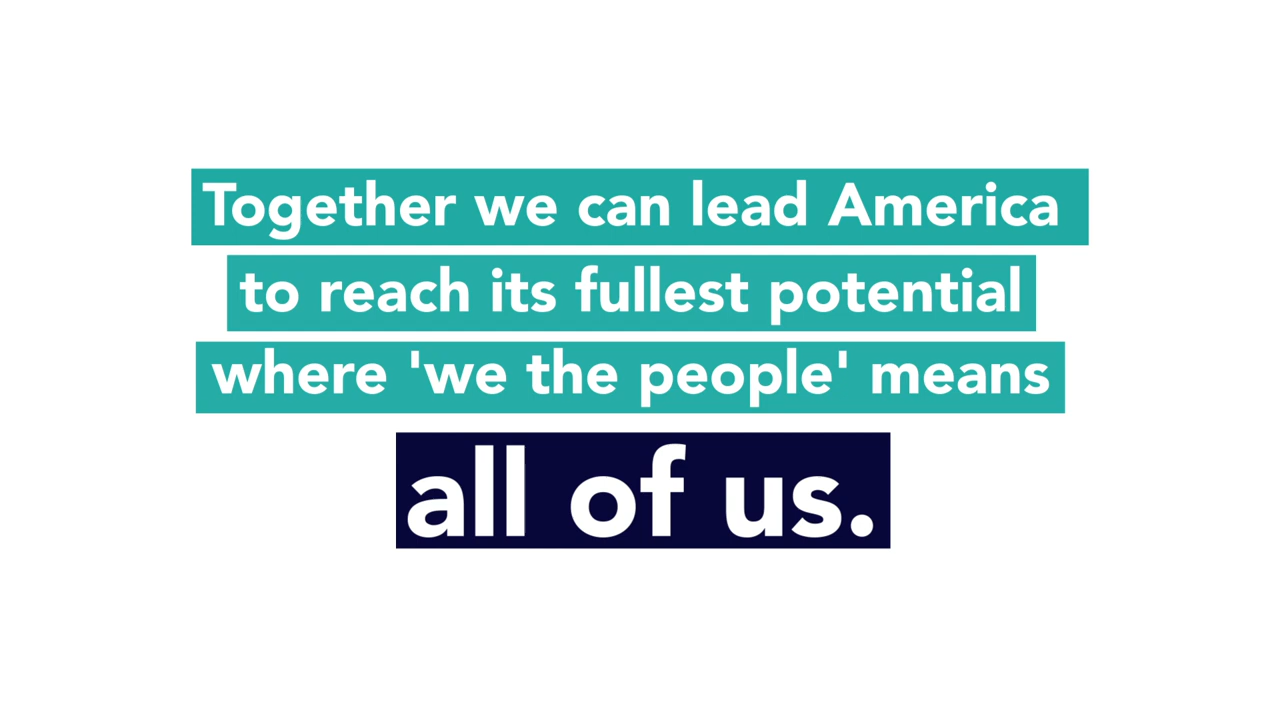 Together we can lead America
to reach its fullest potential
where 'we the people' means
all of us.